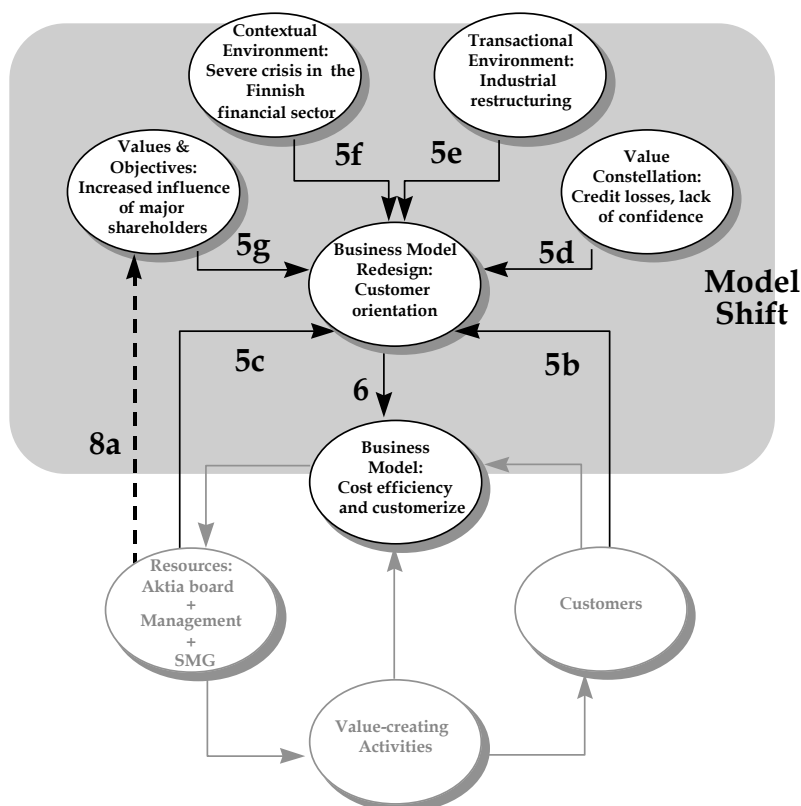 Contextual
Environment:
Severe crisis in the
Finnish
financial sector
Transactional
Environment:
Industrial
restructuring
Values &
Objectives:
Increased influence
of major
shareholders
5f
5e
Value
Constellation:
Credit losses, lack
of confidence
5g
Business Model
Redesign:
Customer
orientation
5d
Model
Shift
5c
6
5b
8a
Business
Model:
Cost efficiency
and customerize
Resources:
Aktia board
+
Management
+
SMG
Customers
Value-creating
Activities